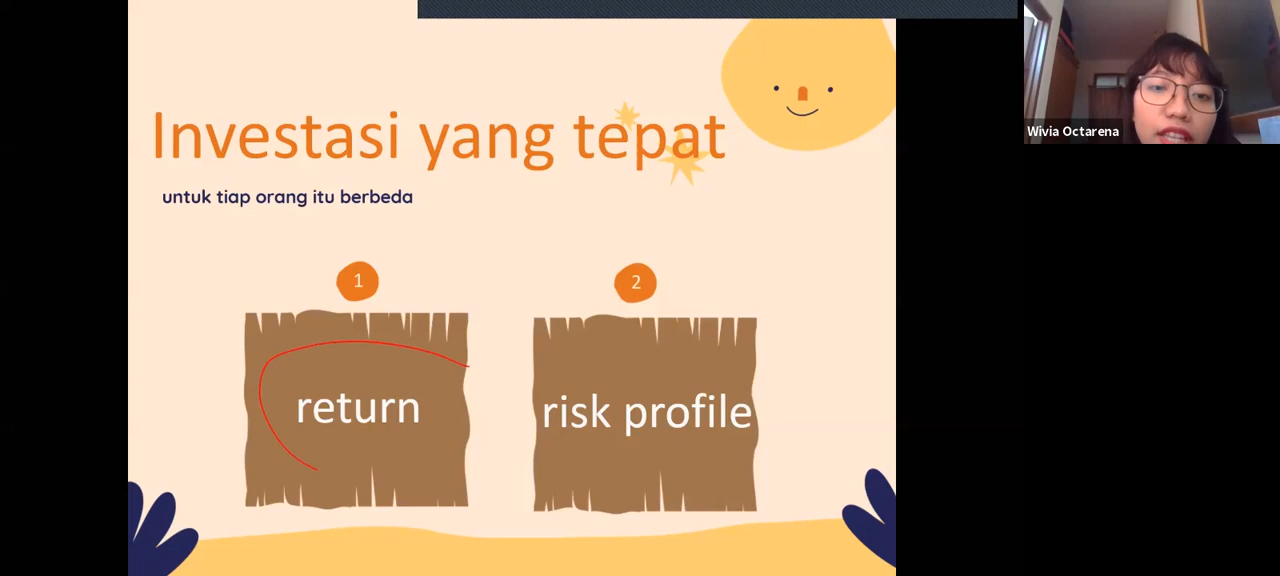 Investasi yang tepat
untuk tiap orang itu berbeda
1
2
return
risk profile
Wivia Octarena